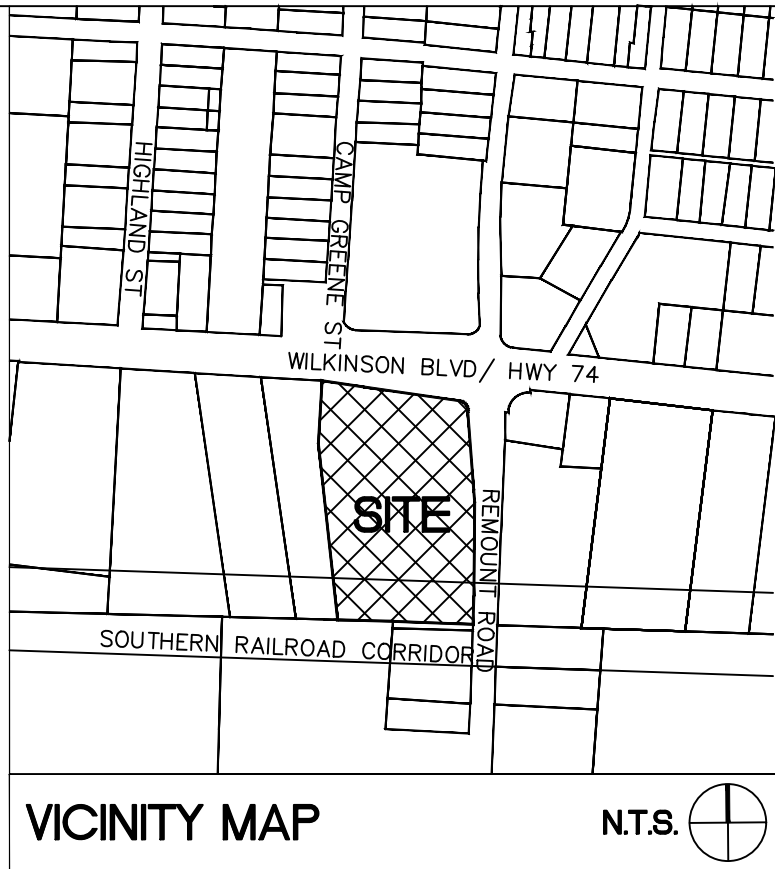 HIGHLAND ST
CAMP GREENE ST
WILKINSON BLVD/ HWY 74
SITE
REMOUNT ROAD
SOUTHERN RAILROAD CORRIDOR
VICINITY MAP
N.T.S.